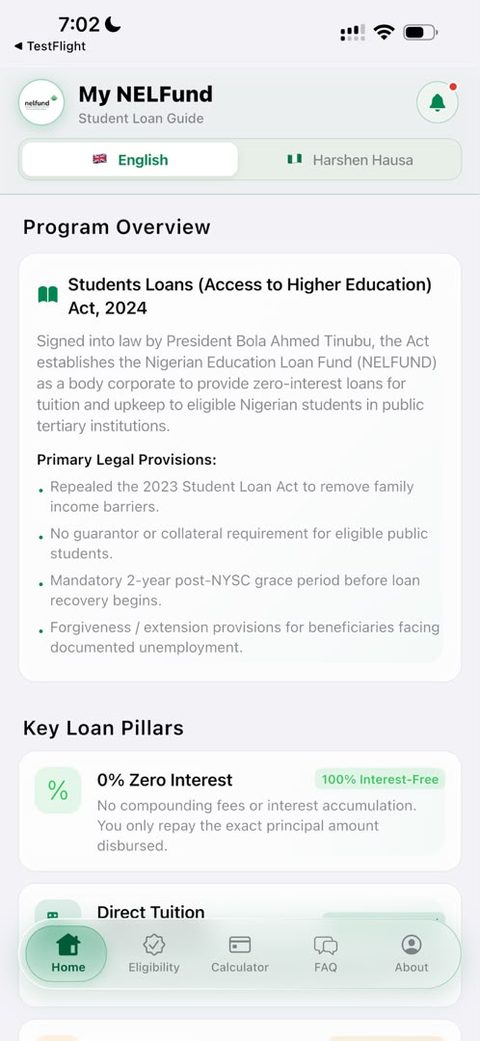 7:02
TestFlight
nelfund
My NELFund
Student Loan Guide
English
Harshen Hausa
Program Overview
Students Loans (Access to Higher Education)
Act, 2024
Signed into law by President Bola Ahmed Tinubu, the Act
establishes the Nigerian Education Loan Fund (NELFUND)
as a body corporate to provide zero-interest loans for
tuition and upkeep to eligible Nigerian students in public
tertiary institutions.
Primary Legal Provisions:
• Repealed the 2023 Student Loan Act to remove family
income barriers.
• No guarantor or collateral requirement for eligible public
students.
• Mandatory 2-year post-NYSC grace period before loan
recovery begins.
• Forgiveness / extension provisions for beneficiaries facing
documented unemployment.
Key Loan Pillars
%
0% Zero Interest
100% Interest-Free
No compounding fees or interest accumulation.
You only repay the exact principal amount
disbursed.
Direct Tuition
Home
Eligibility
Calculator
FAQ
About